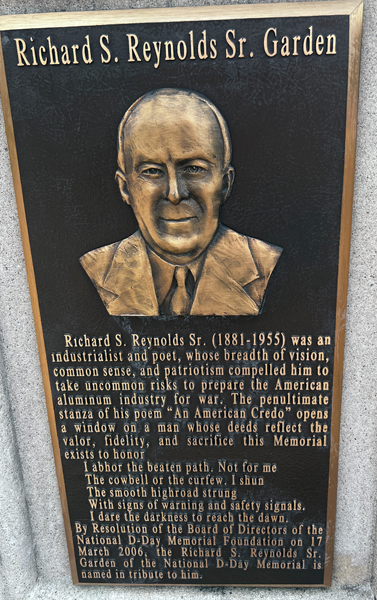 Richard S. Reynolds Sr. Garden
Richard S. Reynolds Sr. (1881-1955) was an
industrialist and poet, whose breadth of vision,
common sense, and patriotism compelled him to
take uncommon risks to prepare the American
aluminum industry for war. The penultimate
stanza of his poem “An American Credo” opens
a window on a man whose deeds reflect the
valor, fidelity, and sacrifice this Memorial
exists to honor
I abhor the beaten path. Not for me
The cowbell or the curfew. I shun
The smooth highroad strung
With signs of warning and safety signals.
I dare the darkness to reach the dawn.
By Resolution of the Board of Directors of the
National D-Day Memorial Foundation on 17
March 2006, the Richard S. Reynolds Sr.
Garden of the National D-Day Memorial is
named in tribute to him.